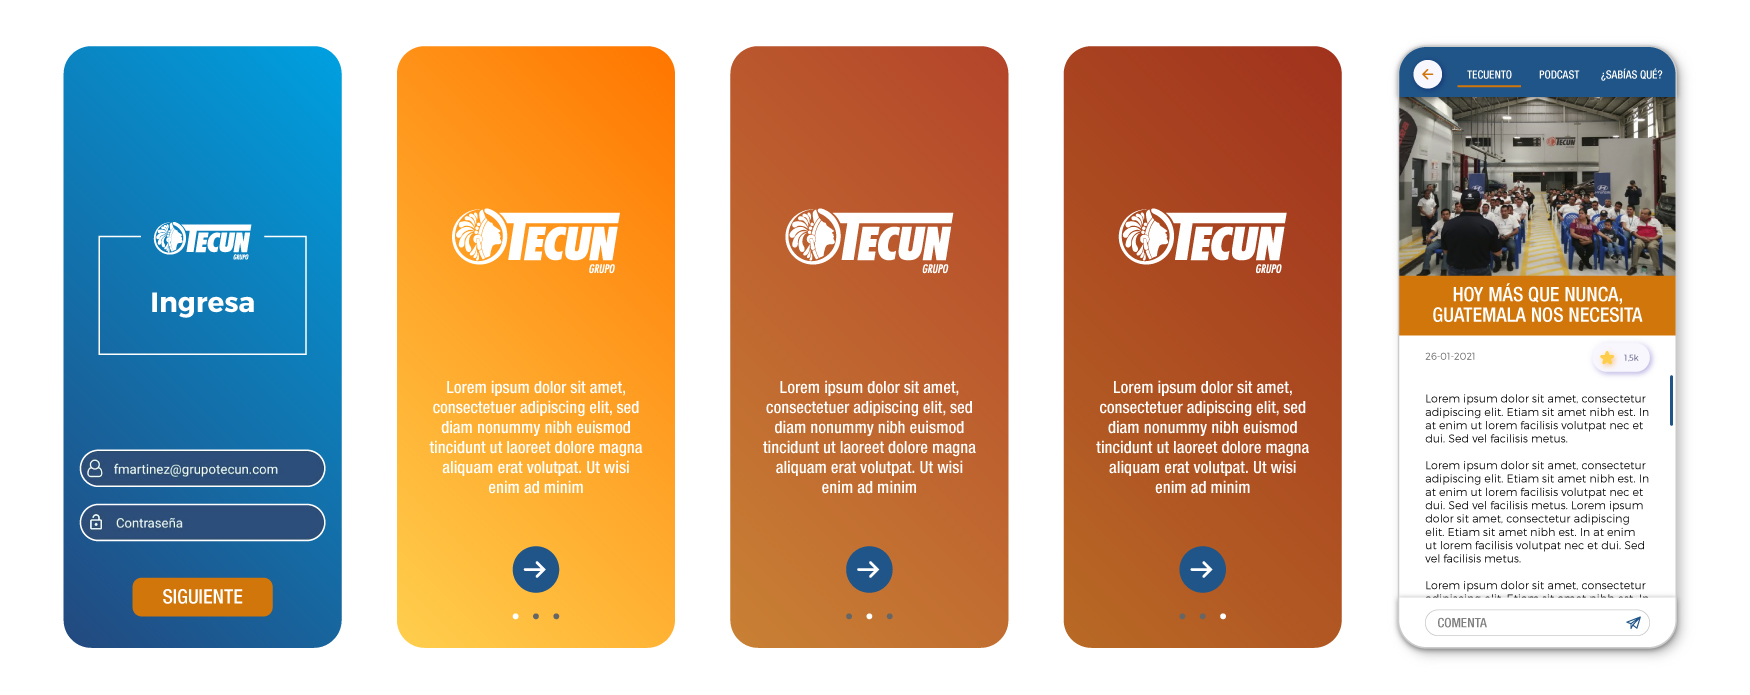 TECUN
GRUPO
Ingresa
fmartinez@grupotecun.com
Contraseña
SIGUIENTE
TECUN
GRUPO
Lorem ipsum dolor sit amet,
consectetuer adipiscing elit, sed
diam nonummy nibh euismod
tincidunt ut laoreet dolore magna
aliquam erat volutpat. Ut wisi
enim ad minim
TECUN
GRUPO
Lorem ipsum dolor sit amet,
consectetuer adipiscing elit, sed
diam nonummy nibh euismod
tincidunt ut laoreet dolore magna
aliquam erat volutpat. Ut wisi
enim ad minim
TECUN
GRUPO
Lorem ipsum dolor sit amet,
consectetuer adipiscing elit, sed
diam nonummy nibh euismod
tincidunt ut laoreet dolore magna
aliquam erat volutpat. Ut wisi
enim ad minim
TECUENTO PODCAST ¿SABÍAS QUÉ?
TECUN
HOY MÁS QUE NUNCA,
GUATEMALA NOS NECESITA
26-01-2021
1,5k
Lorem ipsum dolor sit amet, consectetur
adipiscing elit. Etiam sit amet nibh est. In
at enim ut lorem facilisis volutpat nec et
dui. Sed vel facilisis metus.
Lorem ipsum dolor sit amet, consectetur
adipiscing elit. Etiam sit amet nibh est. In
at enim ut lorem facilisis volutpat nec et
dui. Sed vel facilisis metus. Lorem ipsum
dolor sit amet, consectetur adipiscing
elit. Etiam sit amet nibh est. In at enim
ut lorem facilisis volutpat nec et dui. Sed
vel facilisis metus.
Lorem ipsum dolor sit amet, consectetur
COMENTA